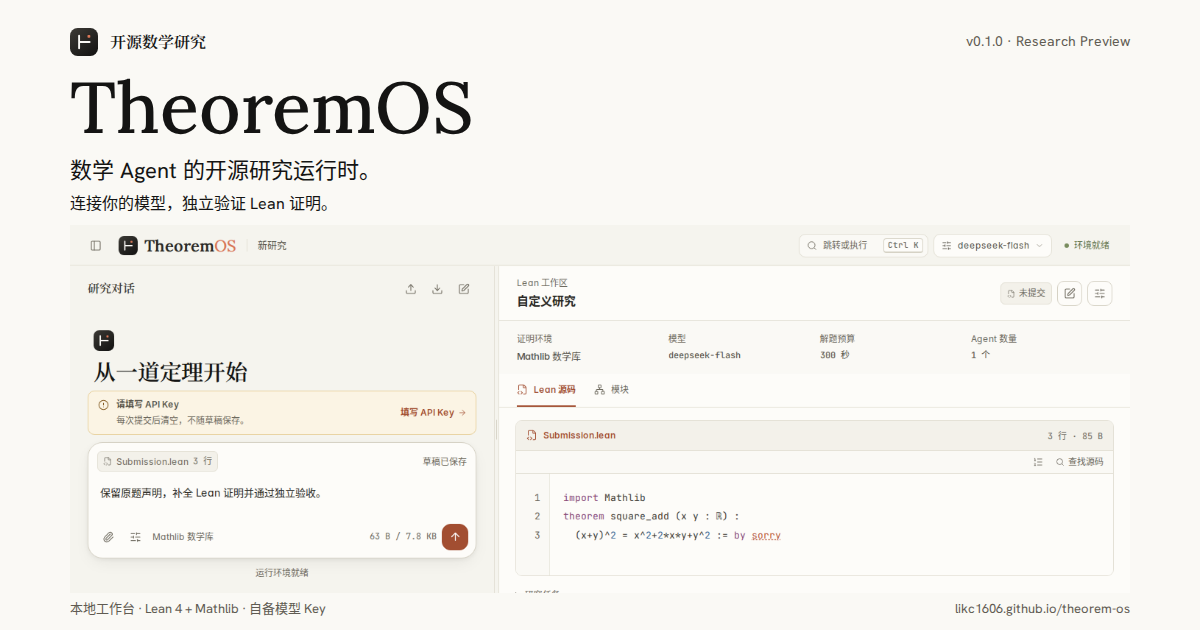 开源数学研究
v0.1.0 · Research Preview
TheoremOS
数学 Agent 的开源研究运行时。
连接你的模型，独立验证 Lean 证明。
TheoremOS 新研究
跳转或执行 Ctrl K
deepseek-flash
环境就绪
研究对话
从一道定理开始
请填写 API Key
每次提交后清空，不随草稿保存。
填写 API Key →
Submission.lean 3 行
草稿已保存
保留原题声明，补全 Lean 证明并通过独立验收。
Mathlib 数学库
63 B / 7.8 KB
运行环境就绪
Lean 工作区
自定义研究
未提交
证明环境 模型 解题预算 Agent 数量
Mathlib 数学库 deepseek-flash 300 秒 1 个
Lean 源码 模块
Submission.lean 3 行 · 85 B
查找源码
1 import Mathlib
2 theorem square_add (x y : ℝ) :
3 (x+y)^2 = x^2+2*x*y+y^2 := by sorry
本地工作台 · Lean 4 + Mathlib · 自备模型 Key
likc1606.github.io/theorem-os